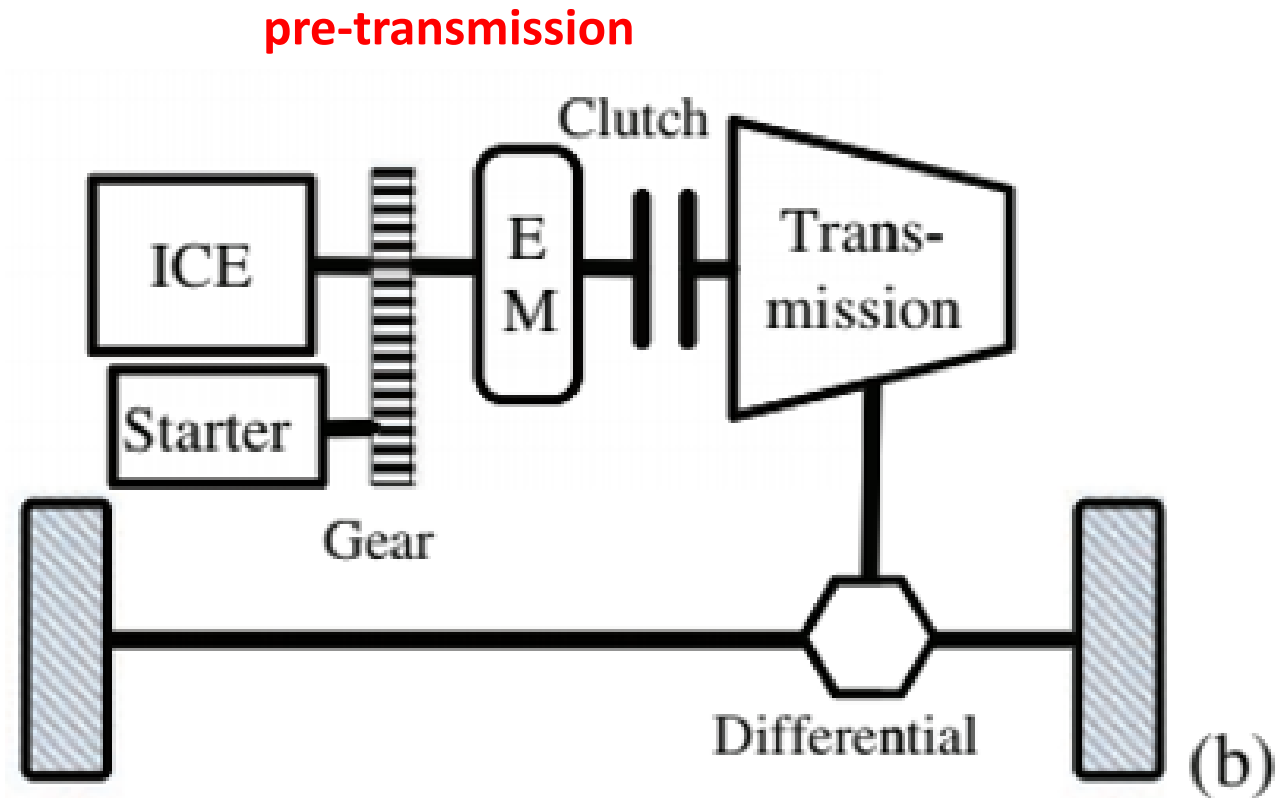 pre-transmission
Clutch
ICE
E
M
Trans-
mission
Starter
Gear
Differential
(b)